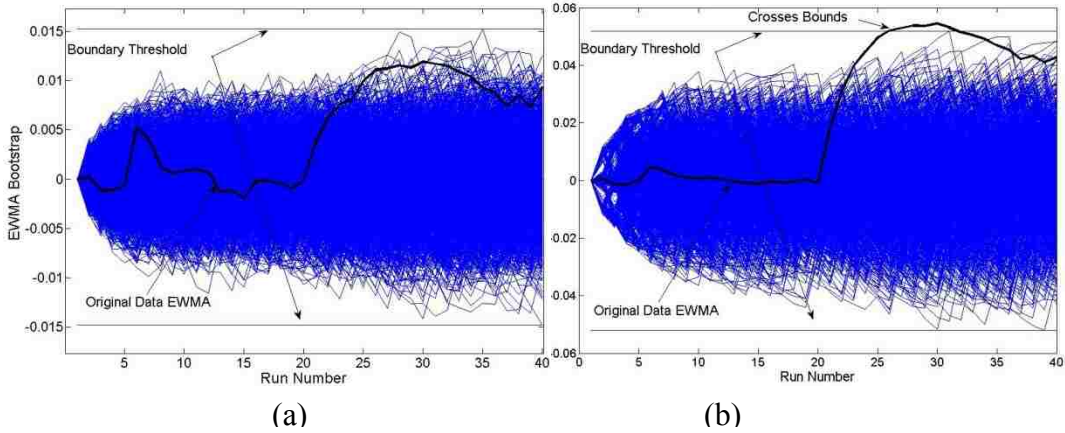 0.015
Boundary Threshold
0.01
0.005
0
-0.005
-0.01
-0.015
EWMA Bootstrap
Original Data EWMA
5 10 15 20 25 30 35 40
Run Number
(a)
0.06
Crosses Bounds
Boundary Threshold
0.04
0.02
0
-0.02
-0.04
-0.06
Original Data EWMA
0 5 10 15 20 25 30 35 40
Run Number
(b)